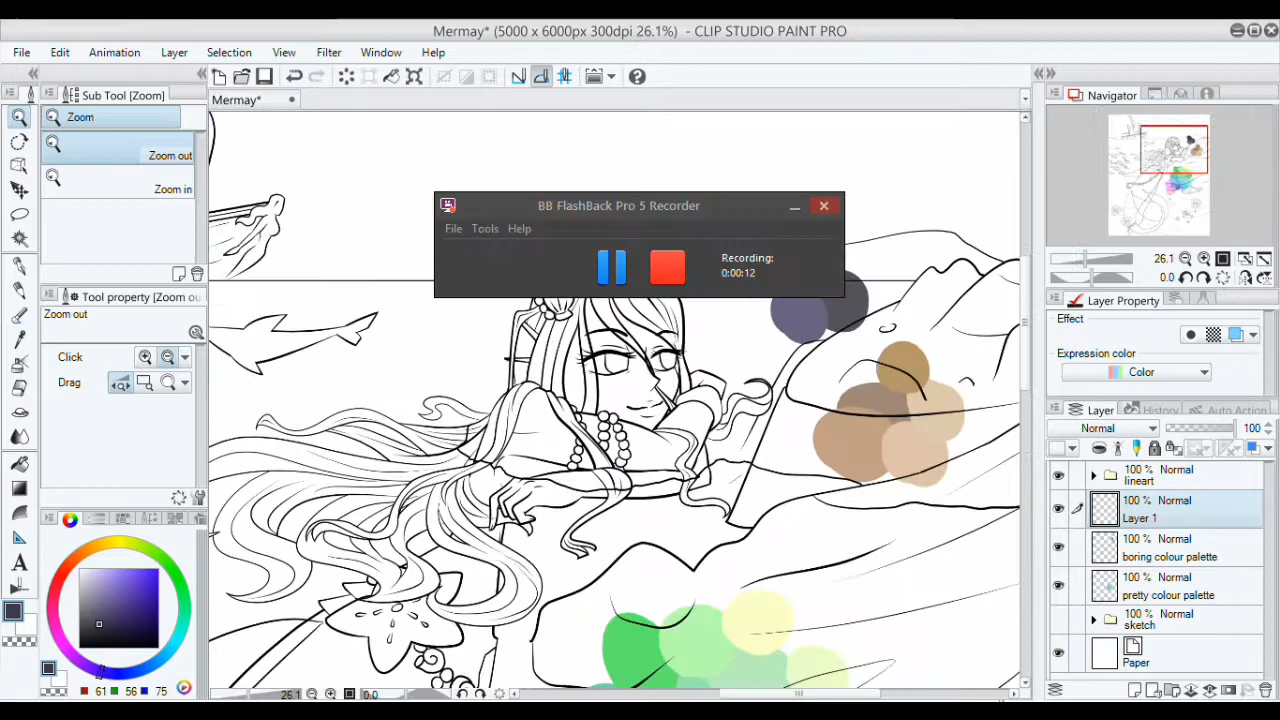 Mermay* (5000 x 6000px 300dpi 26.1%) - CLIP STUDIO PAINT PRO
File Edit Animation Layer Selection View Filter Window Help
Sub Tool [Zoom]
Mermay*
Navigator
Zoom
Zoom out
Zoom in
BB FlashBack Pro 5 Recorder
File Tools Help
Recording:
0:00:12
26.1
0.0
Tool property [Zoom ou
Zoom out
Click
Drag
Layer Property
Effect
Expression color
Color
Layer History Auto Action
Normal 100
100 % Normal
lineart
100 % Normal
Layer 1
100 % Normal
boring colour palette
100 % Normal
pretty colour palette
100 % Normal
sketch
Paper
61 56 75
26.1 0.0